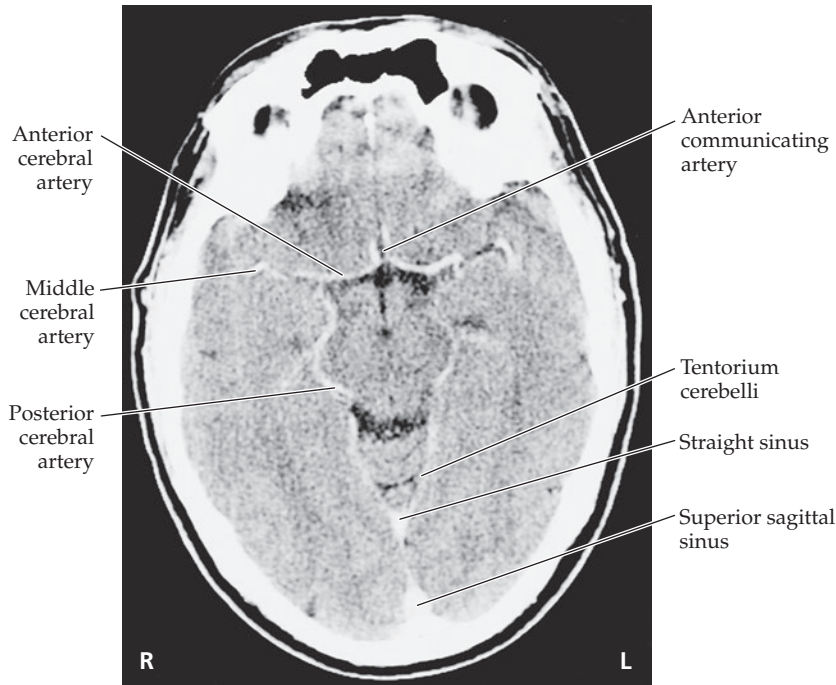 Anterior
cerebral
artery
Middle
cerebral
artery
Posterior
cerebral
artery
Anterior
communicating
artery
Tentorium
cerebelli
Straight sinus
Superior sagittal
sinus
R
L